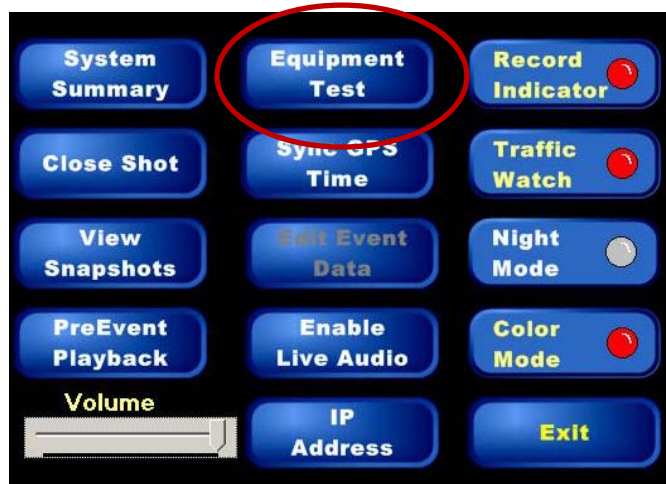 System
Summary
Equipment
Test
Record
Indicator
Close Shot
Sync GPS
Time
Traffic
Watch
View
Snapshots
Edit Event
Data
Night
Mode
PreEvent
Playback
Enable
Live Audio
Color
Mode
Volume
IP
Address
Exit